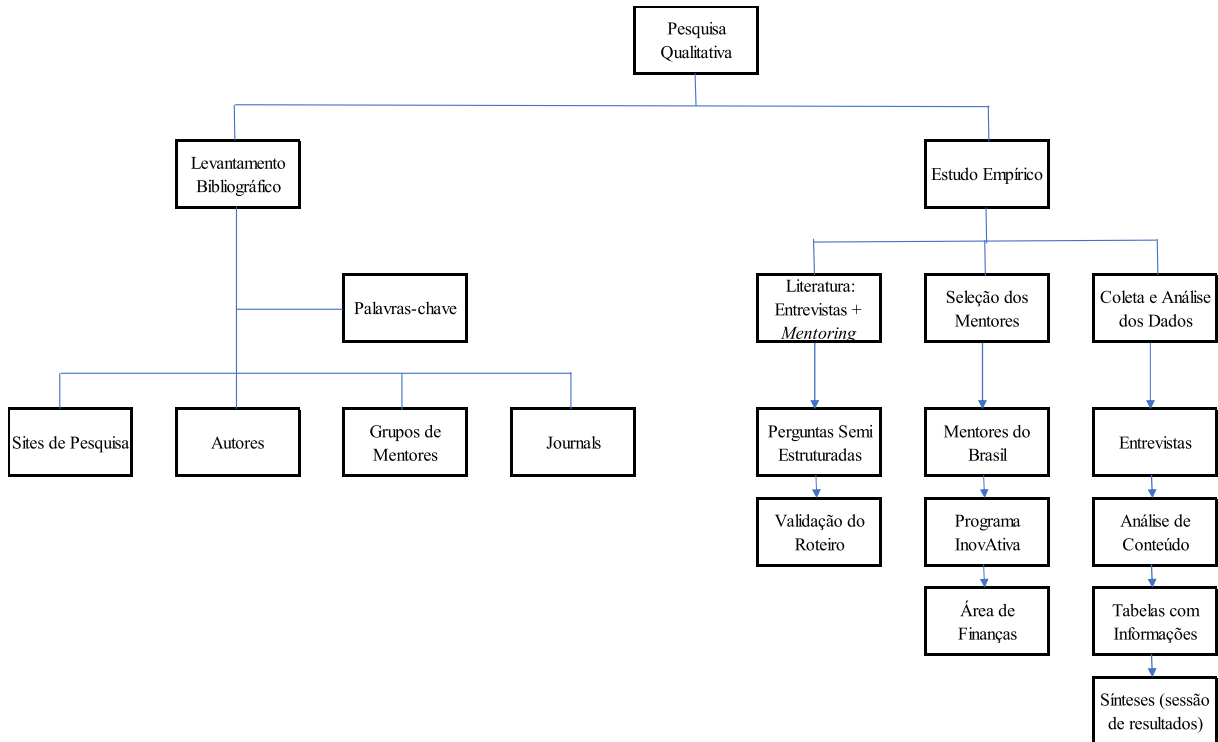 Pesquisa
Qualitativa
Levantamento
Bibliográfico
Estudo Empírico
Palavras-chave
Literatura:
Entrevistas +
Mentoring
Seleção dos
Mentores
Coleta e Análise
dos Dados
Sites de Pesquisa
Autores
Grupos de
Mentores
Journals
Perguntas Semi
Estruturadas
Mentores do
Brasil
Entrevistas
Validação do
Roteiro
Programa
InovAtiva
Análise de
Conteúdo
Área de
Finanças
Tabelas com
Informações
Sínteses (sessão
de resultados)